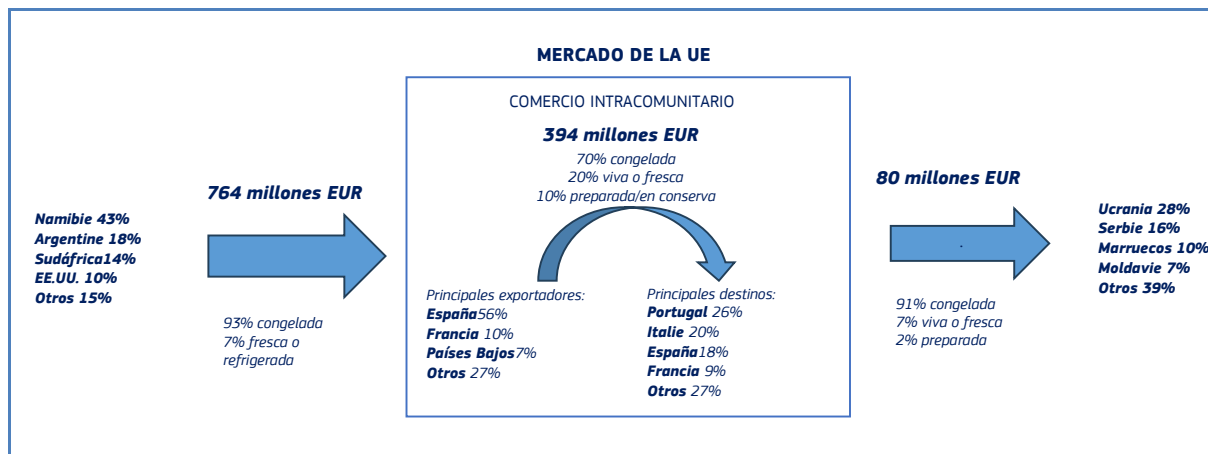 MERCADO DE LA UE
COMERCIO INTRACOMUNITARIO
394 millones EUR
70% congelada
20% viva o fresca
10% preparada/en conserva
764 millones EUR
Namibie 43%
Argentine 18%
Sudáfrica14%
EE.UU. 10%
Otros 15%
93% congelada
7% fresca o
refrigerada
Principales exportadores:
España56%
Francia 10%
Países Bajos7%
Otros 27%
Principales destinos:
Portugal 26%
Italie 20%
España18%
Francia 9%
Otros 27%
80 millones EUR
.
91% congelada
7% viva o fresca
2% preparada
Ucrania 28%
Serbie 16%
Marruecos 10%
Moldavie 7%
Otros 39%